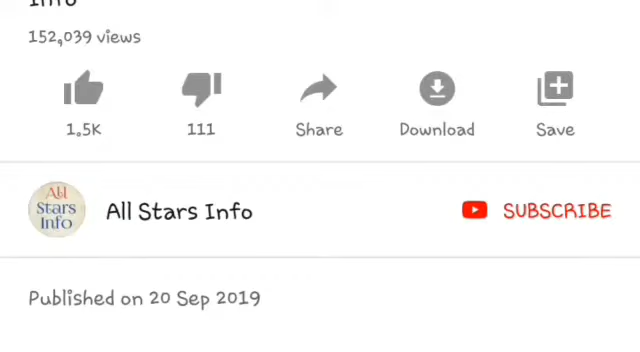 Info
152,039 views
1.5K 111 Share Download Save
All
Stars
Info
All Stars Info SUBSCRIBE
Published on 20 Sep 2019